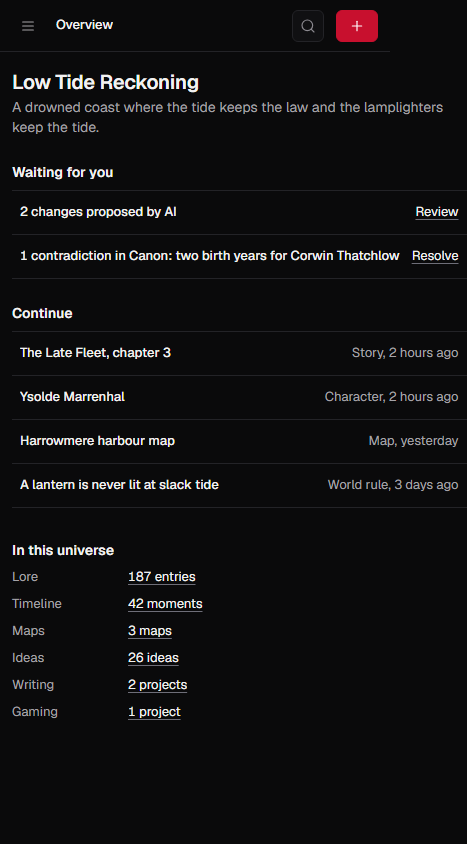 Overview
Low Tide Reckoning
A drowned coast where the tide keeps the law and the lamplighters
keep the tide.
Waiting for you
2 changes proposed by AI Review
1 contradiction in Canon: two birth years for Corwin Thatchlow Resolve
Continue
The Late Fleet, chapter 3 Story, 2 hours ago
Ysolde Marrenhal Character, 2 hours ago
Harrowmere harbour map Map, yesterday
A lantern is never lit at slack tide World rule, 3 days ago
In this universe
Lore 187 entries
Timeline 42 moments
Maps 3 maps
Ideas 26 ideas
Writing 2 projects
Gaming 1 project